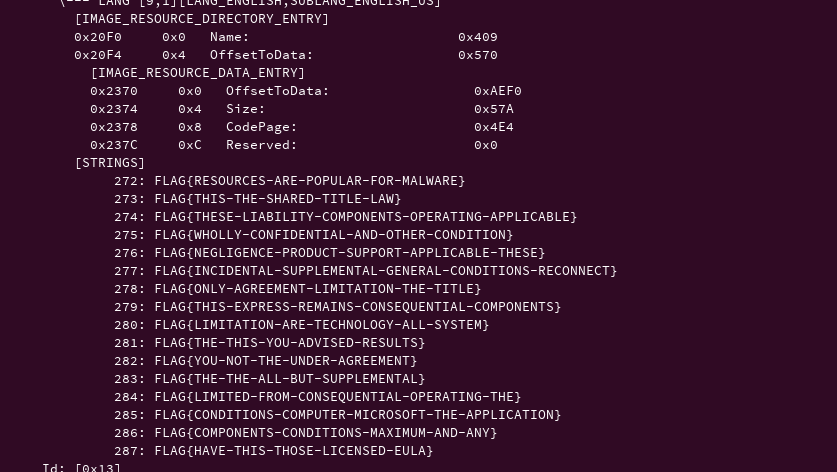 \--- LANG [9,1][LANG_ENGLISH,SUBLANG_ENGLISH_US]
[IMAGE_RESOURCE_DIRECTORY_ENTRY]
0x20F0 0x0 Name: 0x409
0x20F4 0x4 OffsetToData: 0x570
[IMAGE_RESOURCE_DATA_ENTRY]
0x2370 0x0 OffsetToData: 0xAEF0
0x2374 0x4 Size: 0x57A
0x2378 0x8 CodePage: 0x4E4
0x237C 0xC Reserved: 0x0
[STRINGS]
272: FLAG{RESOURCES-ARE-POPULAR-FOR-MALWARE}
273: FLAG{THIS-THE-SHARED-TITLE-LAW}
274: FLAG{THESE-LIABILITY-COMPONENTS-OPERATING-APPLICABLE}
275: FLAG{WHOLLY-CONFIDENTIAL-AND-OTHER-CONDITION}
276: FLAG{NEGLIGENCE-PRODUCT-SUPPORT-APPLICABLE-THESE}
277: FLAG{INCIDENTAL-SUPPLEMENTAL-GENERAL-CONDITIONS-RECONNECT}
278: FLAG{ONLY-AGREEMENT-LIMITATION-THE-TITLE}
279: FLAG{THIS-EXPRESS-REMAINS-CONSEQUENTIAL-COMPONENTS}
280: FLAG{LIMITATION-ARE-TECHNOLOGY-ALL-SYSTEM}
281: FLAG{THE-THIS-YOU-ADVISED-RESULTS}
282: FLAG{YOU-NOT-THE-UNDER-AGREEMENT}
283: FLAG{THE-THE-ALL-BUT-SUPPLEMENTAL}
284: FLAG{LIMITED-FROM-CONSEQUENTIAL-OPERATING-THE}
285: FLAG{CONDITIONS-COMPUTER-MICROSOFT-THE-APPLICATION}
286: FLAG{COMPONENTS-CONDITIONS-MAXIMUM-AND-ANY}
287: FLAG{HAVE-THIS-THOSE-LICENSED-EULA}
Id: [0x13]